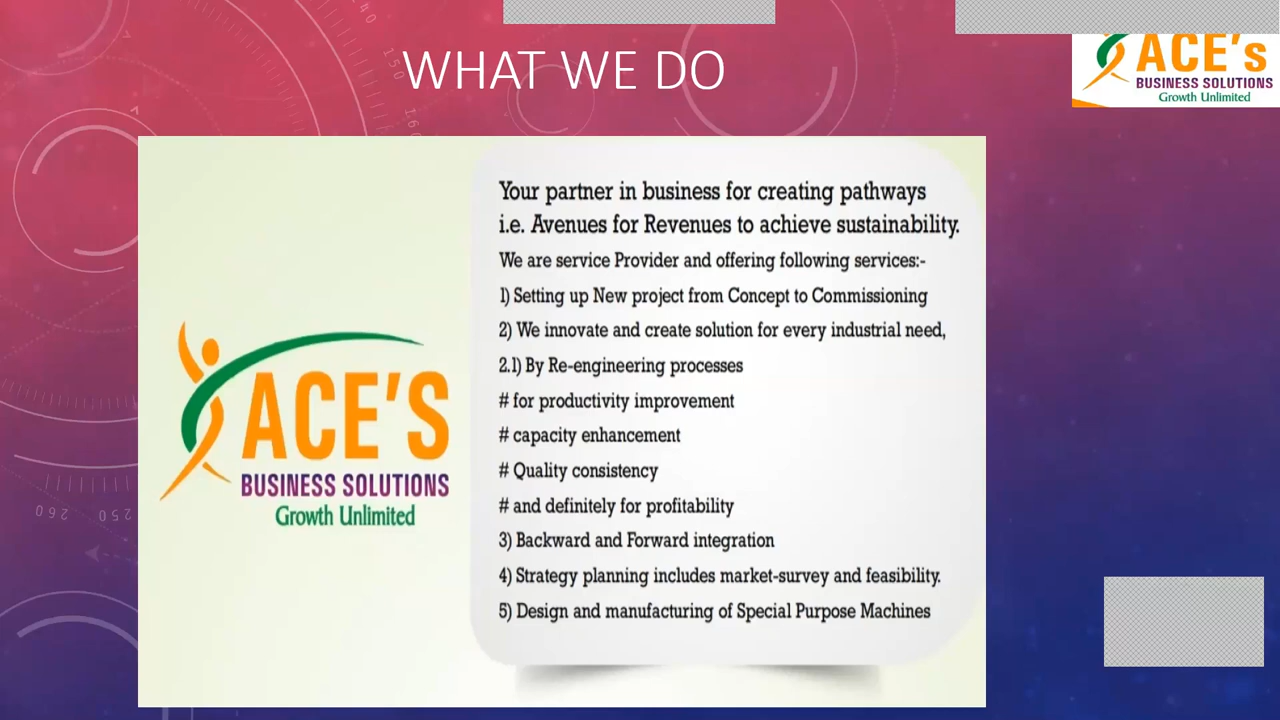 WHAT WE DO
ACE's
BUSINESS SOLUTIONS
Growth Unlimited
Your partner in business for creating pathways
i.e. Avenues for Revenues to achieve sustainability.
We are service Provider and offering following services:-
1) Setting up New project from Concept to Commissioning
2) We innovate and create solution for every industrial need,
2.1) By Re-engineering processes
# for productivity improvement
# capacity enhancement
# Quality consistency
# and definitely for profitability
3) Backward and Forward integration
4) Strategy planning includes market-survey and feasibility.
5) Design and manufacturing of Special Purpose Machines
ACE'S
BUSINESS SOLUTIONS
Growth Unlimited
150
160
260
250